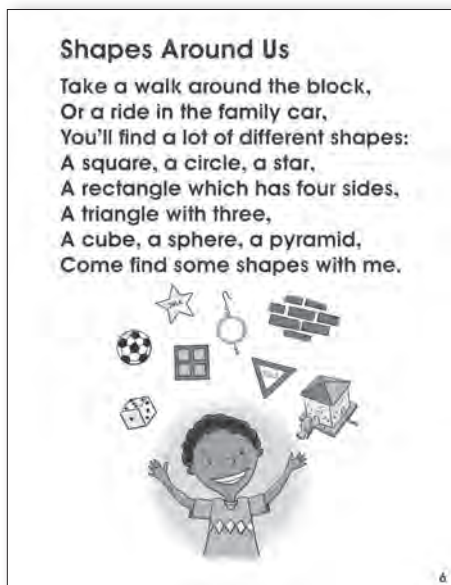 Shapes Around Us
Take a walk around the block,
Or a ride in the family car,
You'll find a lot of different shapes:
A square, a circle, a star,
A rectangle which has four sides,
A triangle with three,
A cube, a sphere, a pyramid,
Come find some shapes with me.
6